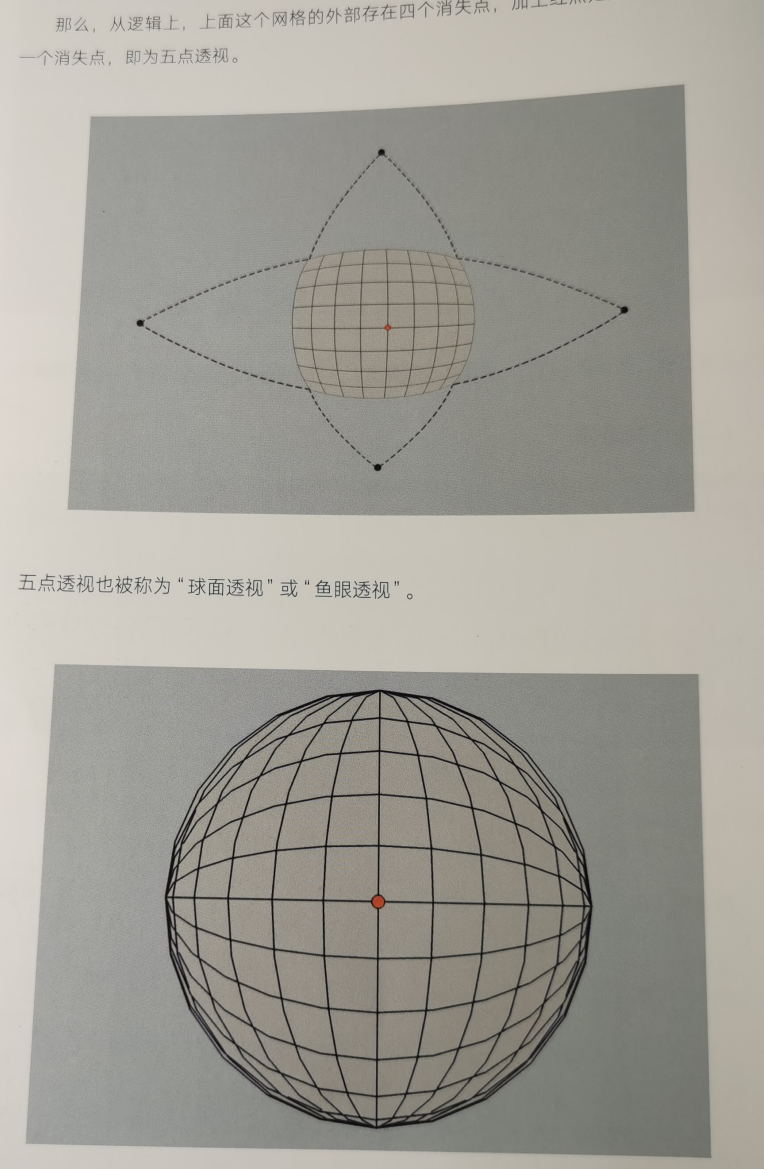 那么，从逻辑上，上面这个网格的外部存在四个消失点，加上红点
一个消失点，即为五点透视。
五点透视也被称为“球面透视”或“鱼眼透视”。